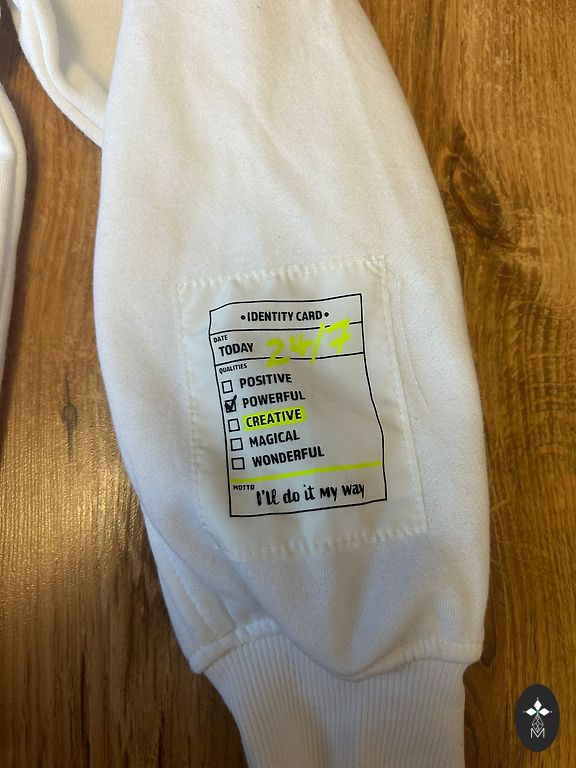 •IDENTITY CARD•
DATE
TODAY 24/7
QUALITIES
POSITIVE
POWERFUL
CREATIVE
MAGICAL
WONDERFUL
MOTTO
I'll do it my way
M